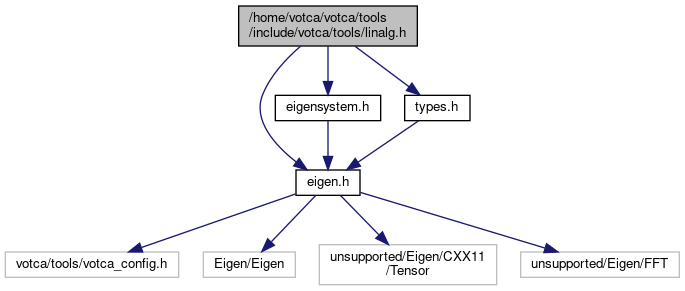 /home/votca/votca/tools
/include/votca/tools/linalg.h
eigensystem.h
types.h
eigen.h
votca/tools/votca_config.h
Eigen/Eigen
unsupported/Eigen/CXX11
/Tensor
unsupported/Eigen/FFT